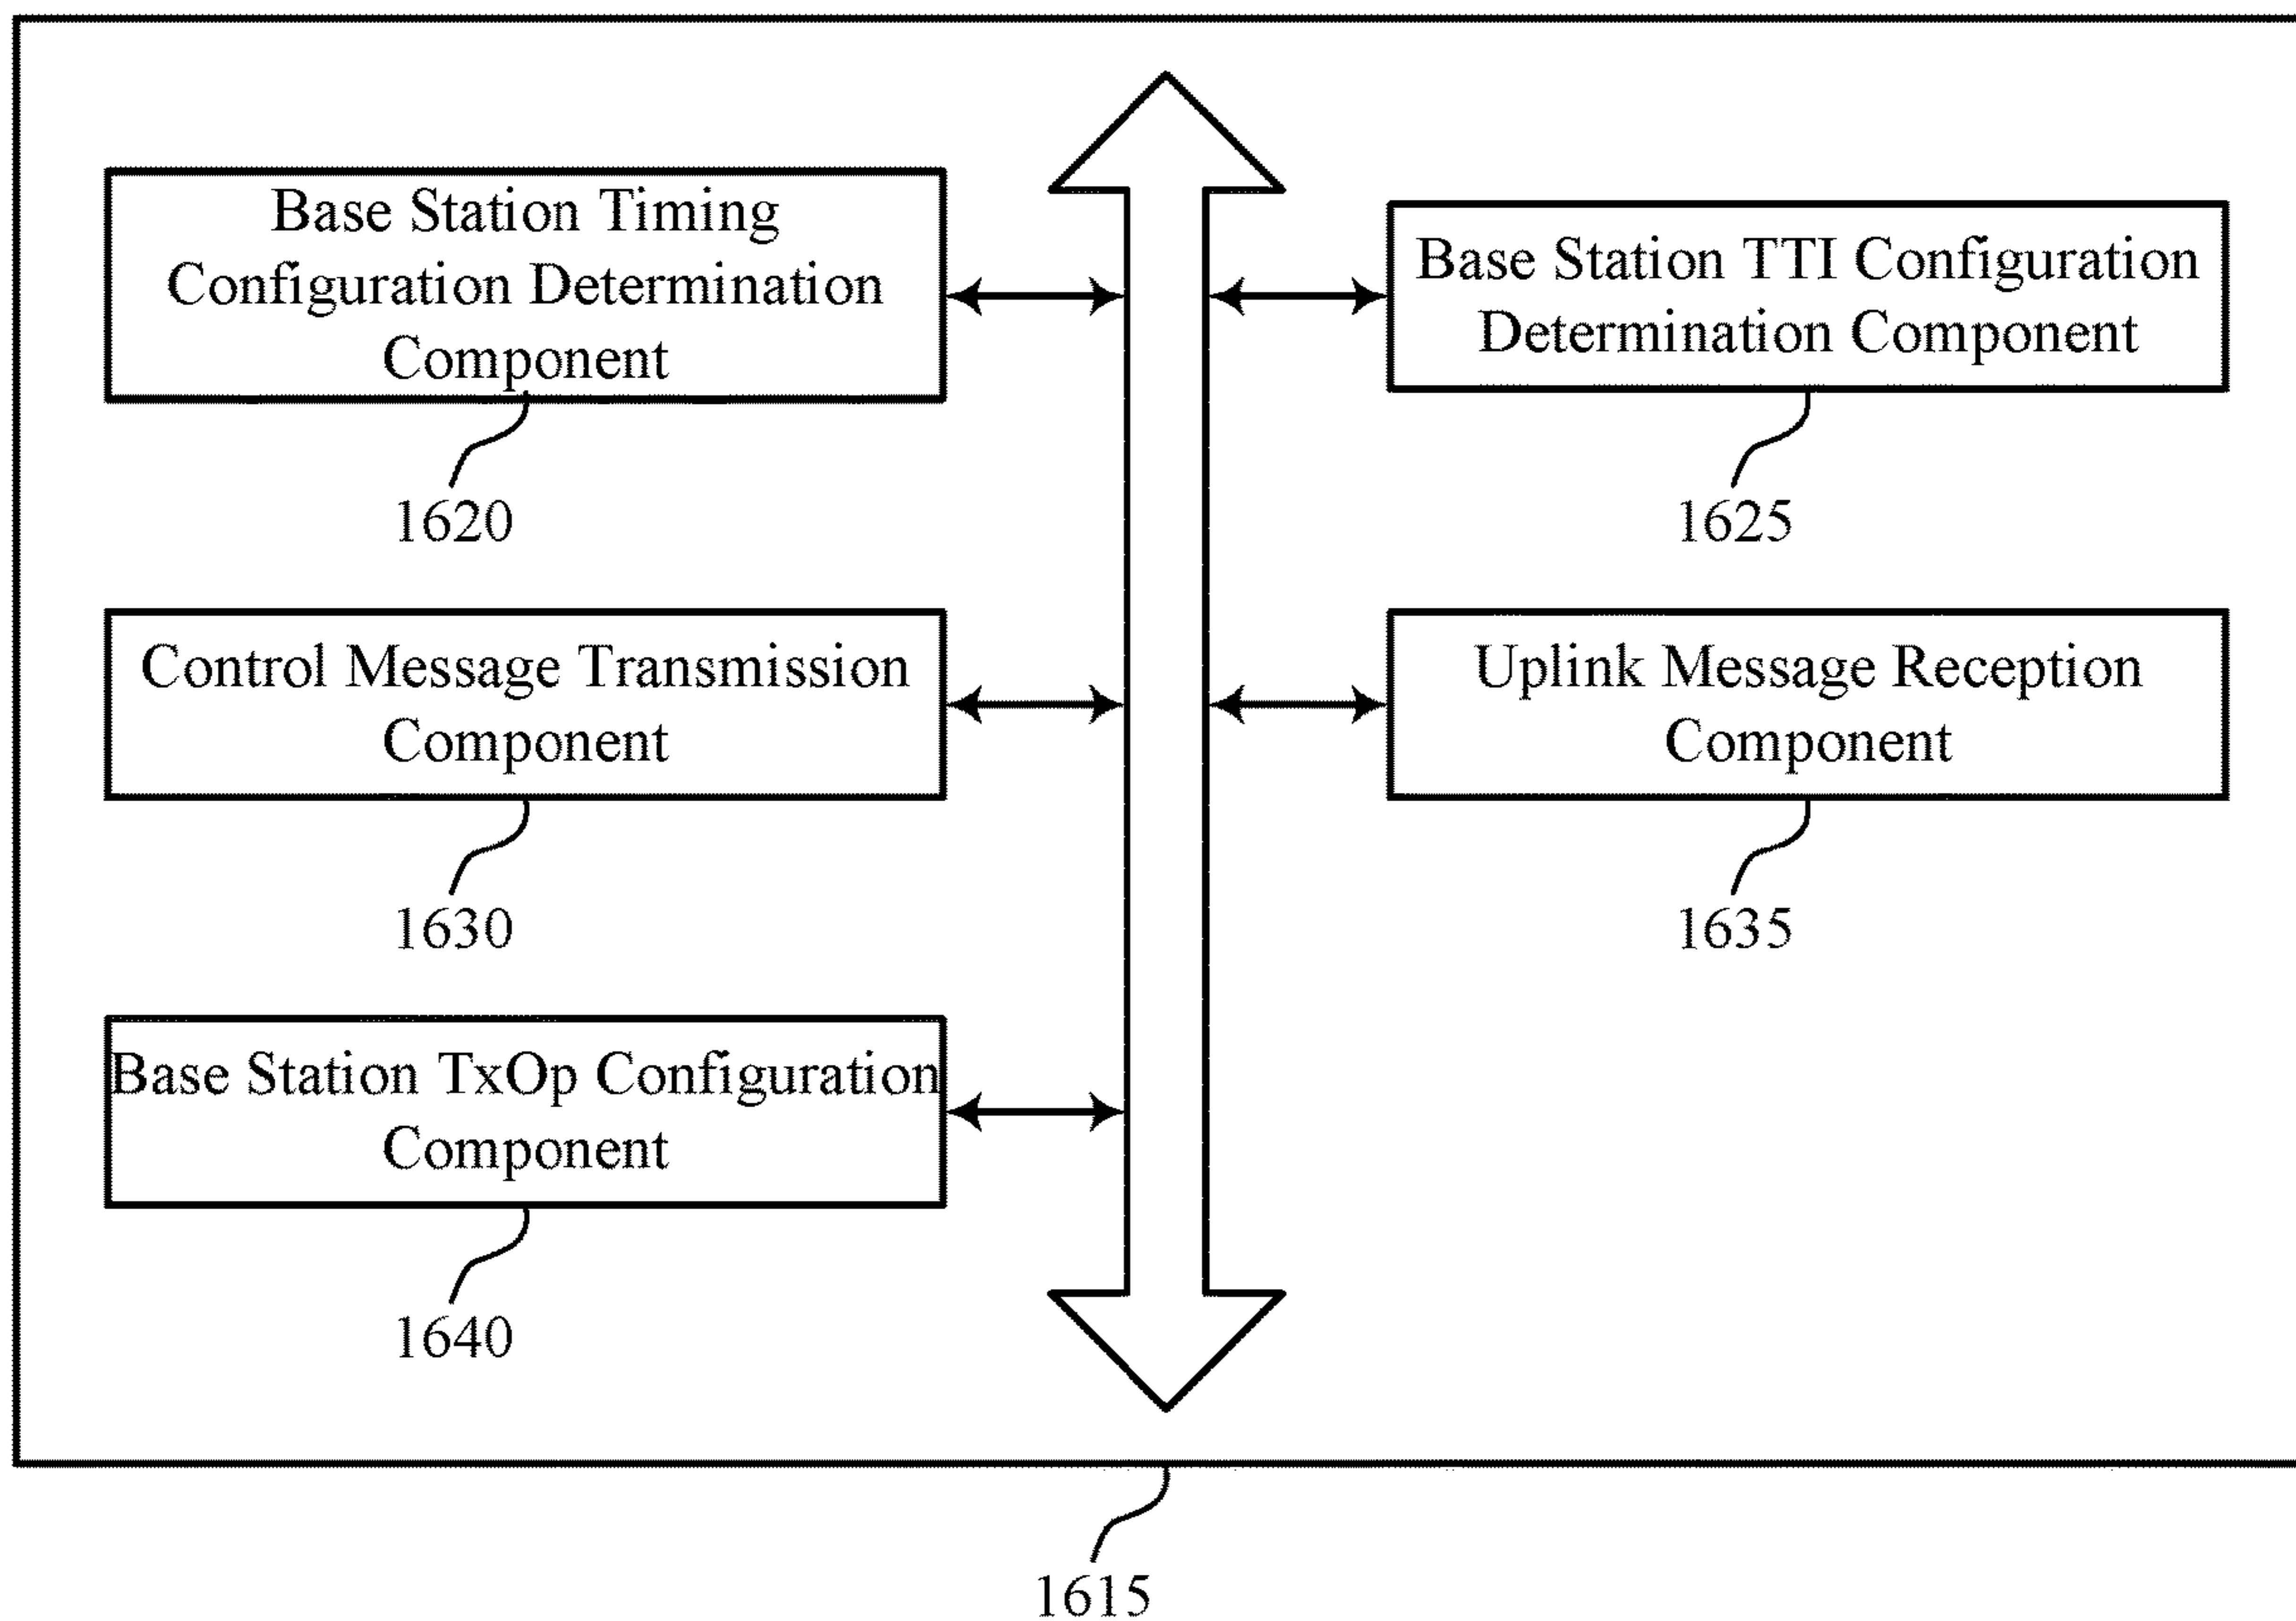 Base Station Timing
Configuration Determination
Component
1620
Base Station TTI Configuration
Determination Component
1625
Control Message Transmission
Component
1630
Uplink Message Reception
Component
1635
Base Station TxOp Configuration
Component
1640
1615